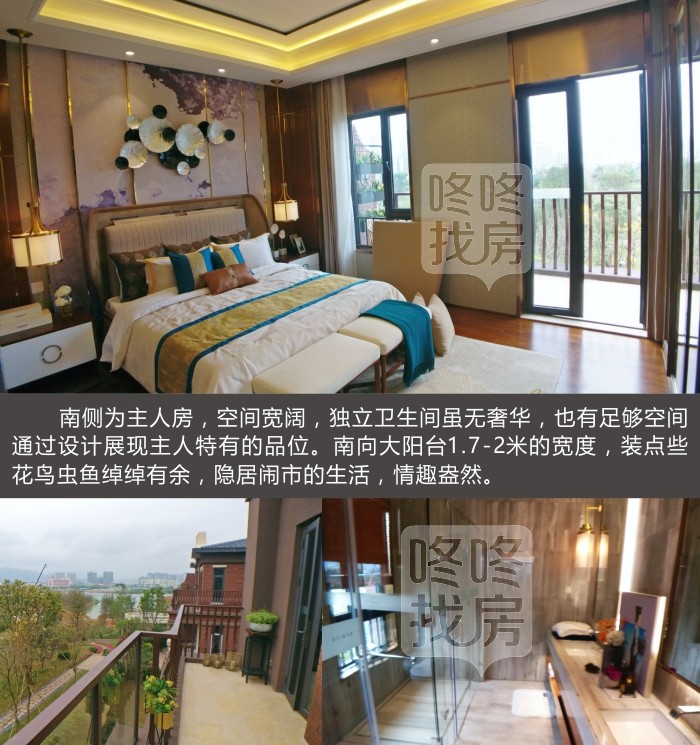 咚咚
找房
南侧为主人房，空间宽阔，独立卫生间虽无奢华，也有足够空间
通过设计展现主人特有的品位。南向大阳台1.7-2米的宽度，装点些
花鸟虫鱼绰绰有余，隐居闹市的生活，情趣盎然。
咚咚
找房